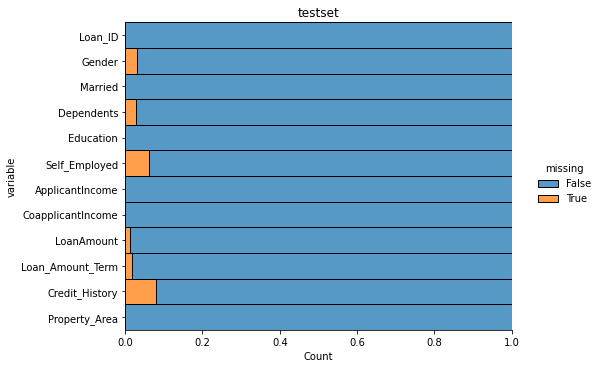 testset
variable
Loan_ID
Gender
Married
Dependents
Education
Self_Employed
ApplicantIncome
CoapplicantIncome
LoanAmount
Loan_Amount_Term
Credit_History
Property_Area
0.0 0.2 0.4 0.6 0.8 1.0
Count
missing
False
True